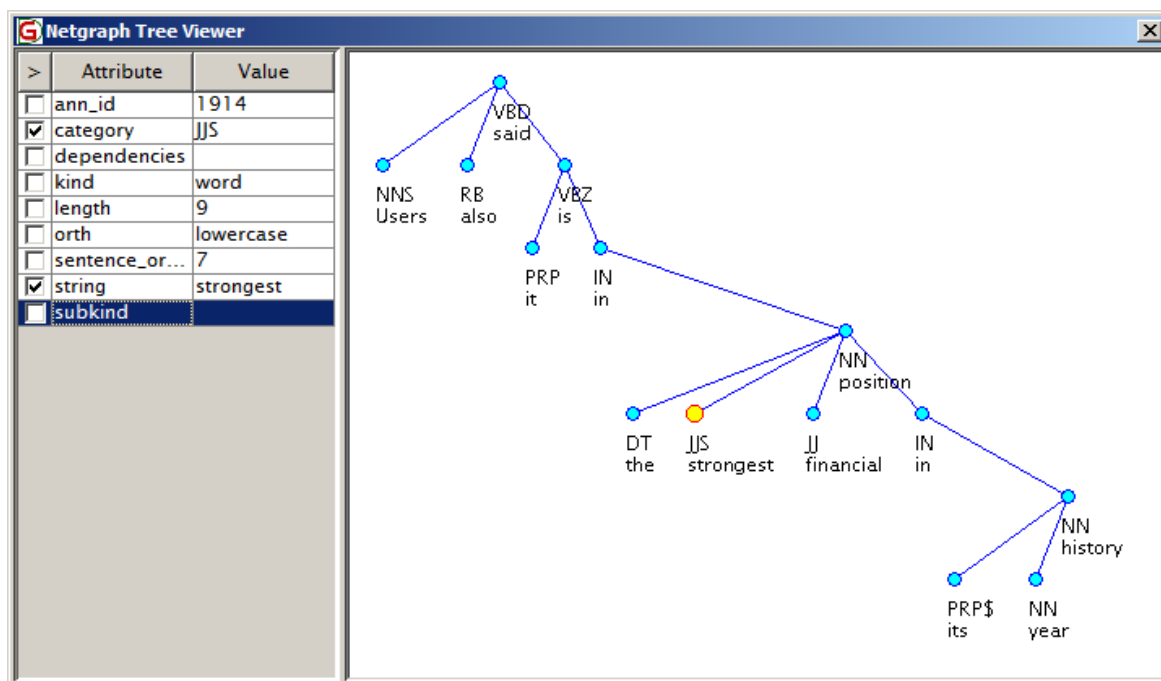 Netgraph Tree Viewer
> Attribute Value
ann_id 1914
category JJS
dependencies
kind word
length 9
orth lowercase
sentence_or... 7
string strongest
subkind
VBD
said
NNS RB VBZ
Users also is
PRP IN
it in
NN
position
DT JJS JJ IN
the strongest financial in
NN
history
PRP$ NN
its year